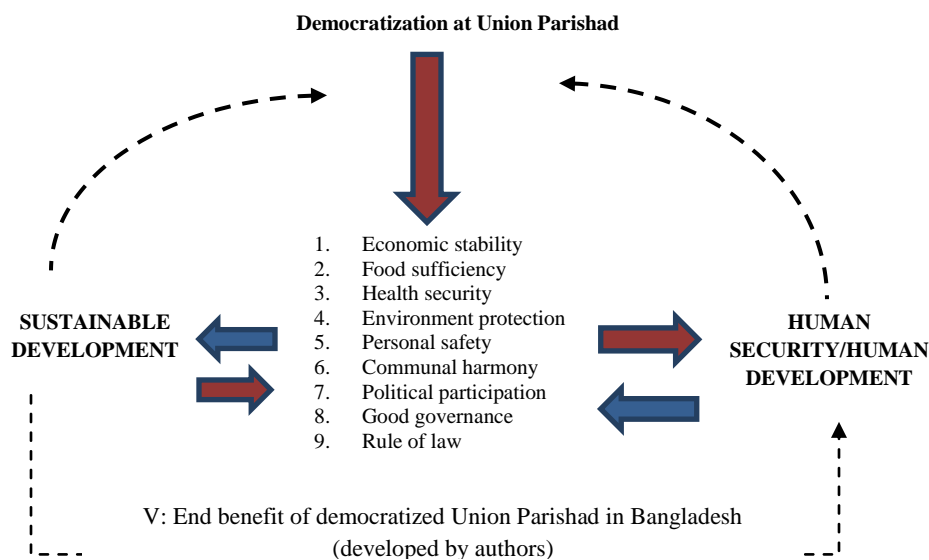 Democratization at Union Parishad
1. Economic stability
2. Food sufficiency
3. Health security
4. Environment protection
5. Personal safety
6. Communal harmony
7. Political participation
8. Good governance
9. Rule of law
SUSTAINABLE
DEVELOPMENT
HUMAN
SECURITY/HUMAN
DEVELOPMENT
V: End benefit of democratized Union Parishad in Bangladesh
(developed by authors)